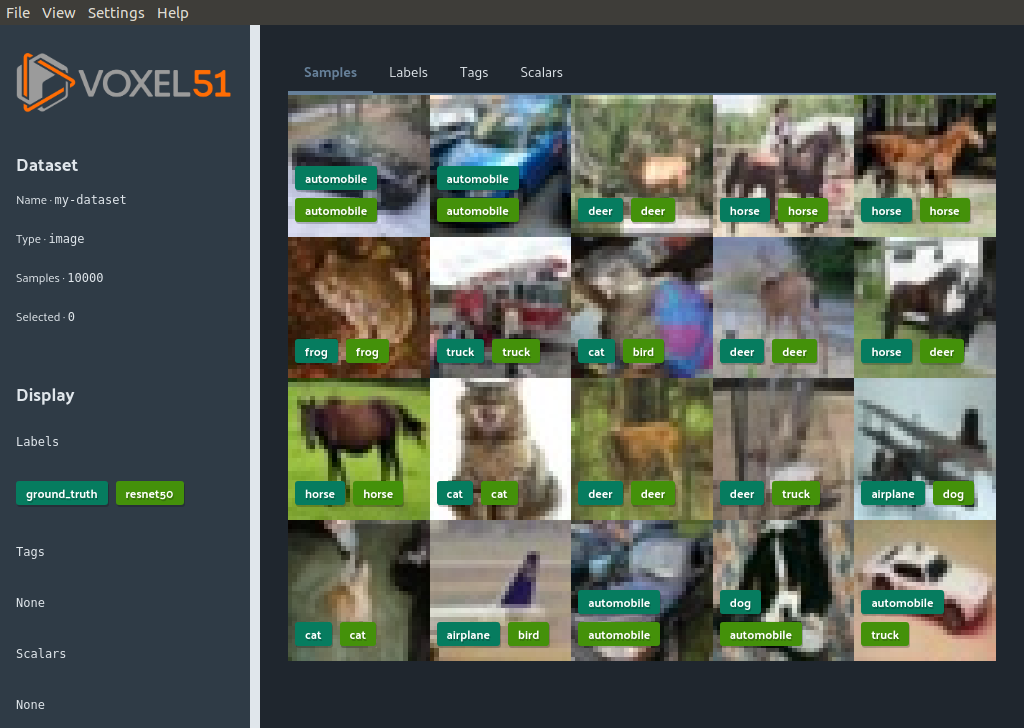 File View Settings Help
VOXEL51
Samples Labels Tags Scalars
Dataset
Name · my-dataset
Type · image
Samples · 10000
Selected · 0
Display
Labels
ground_truth resnet50
Tags
None
Scalars
None
automobile automobile
automobile automobile deer deer horse horse horse horse
frog frog truck truck cat bird deer deer horse deer
horse horse cat cat deer deer deer truck airplane dog
automobile dog automobile
cat cat airplane bird automobile automobile truck